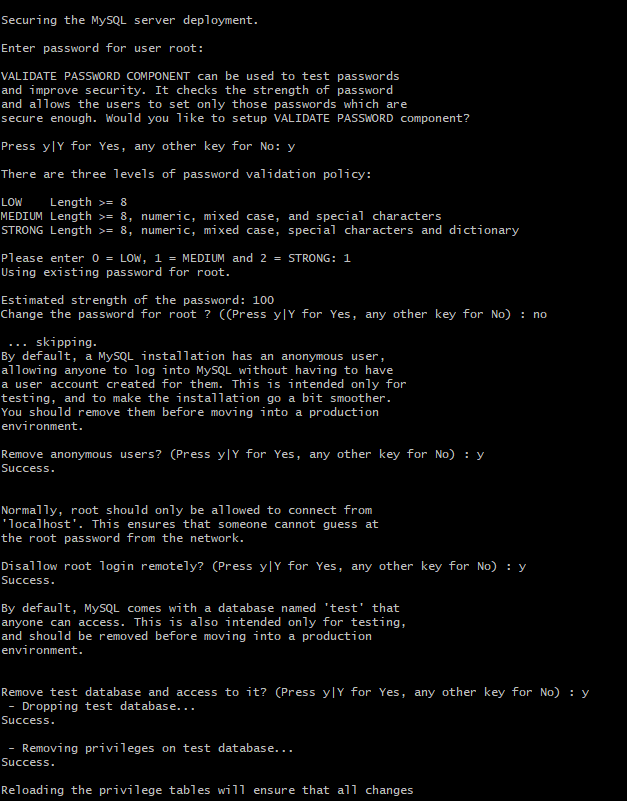 Securing the MySQL server deployment.
Enter password for user root:
VALIDATE PASSWORD COMPONENT can be used to test passwords
and improve security. It checks the strength of password
and allows the users to set only those passwords which are
secure enough. Would you like to setup VALIDATE PASSWORD component?
Press y|Y for Yes, any other key for No: y
There are three levels of password validation policy:
LOW    Length >= 8
MEDIUM Length >= 8, numeric, mixed case, and special characters
STRONG Length >= 8, numeric, mixed case, special characters and dictionary
Please enter 0 = LOW, 1 = MEDIUM and 2 = STRONG: 1
Using existing password for root.
Estimated strength of the password: 100
Change the password for root ? ((Press y|Y for Yes, any other key for No) : no
 ... skipping.
By default, a MySQL installation has an anonymous user,
allowing anyone to log into MySQL without having to have
a user account created for them. This is intended only for
testing, and to make the installation go a bit smoother.
You should remove them before moving into a production
environment.
Remove anonymous users? (Press y|Y for Yes, any other key for No) : y
Success.
Normally, root should only be allowed to connect from
'localhost'. This ensures that someone cannot guess at
the root password from the network.
Disallow root login remotely? (Press y|Y for Yes, any other key for No) : y
Success.
By default, MySQL comes with a database named 'test' that
anyone can access. This is also intended only for testing,
and should be removed before moving into a production
environment.
Remove test database and access to it? (Press y|Y for Yes, any other key for No) : y
 - Dropping test database...
Success.
 - Removing privileges on test database...
Success.
Reloading the privilege tables will ensure that all changes